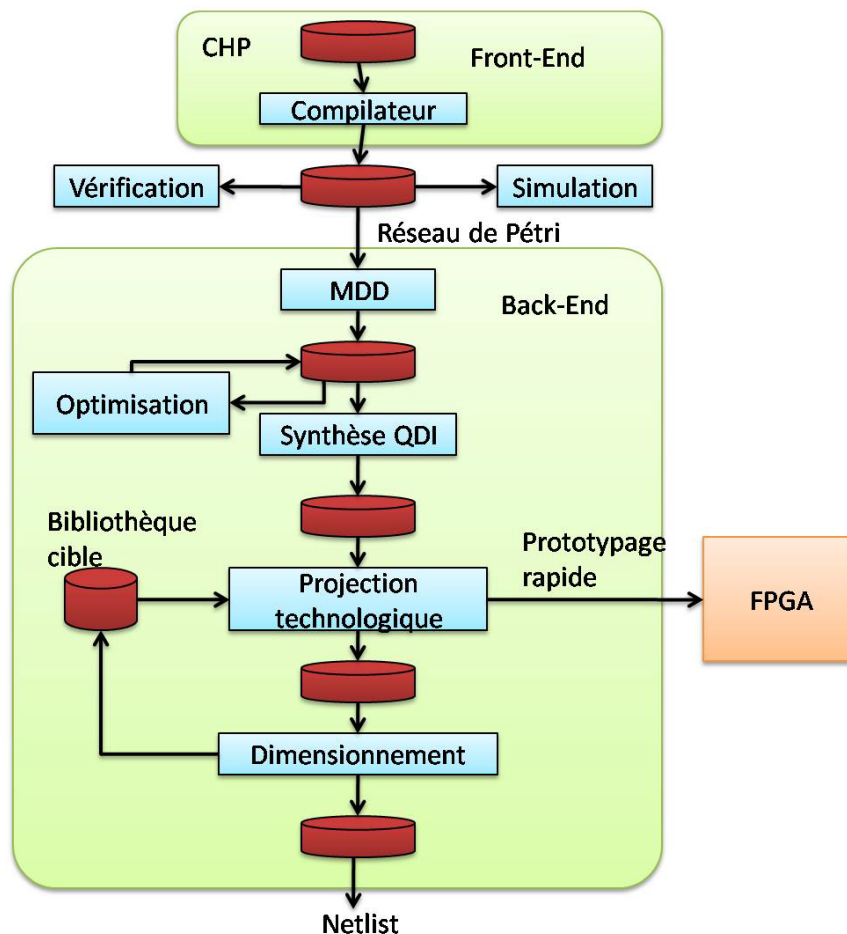 CHP
Front-End
Compilateur
Vérification
Simulation
Réseau de Pétri
MDD
Back-End
Optimisation
Synthèse QDI
Bibliothèque
cible
Prototypage
rapide
Projection
technologique
FPGA
Dimensionnement
Netlist